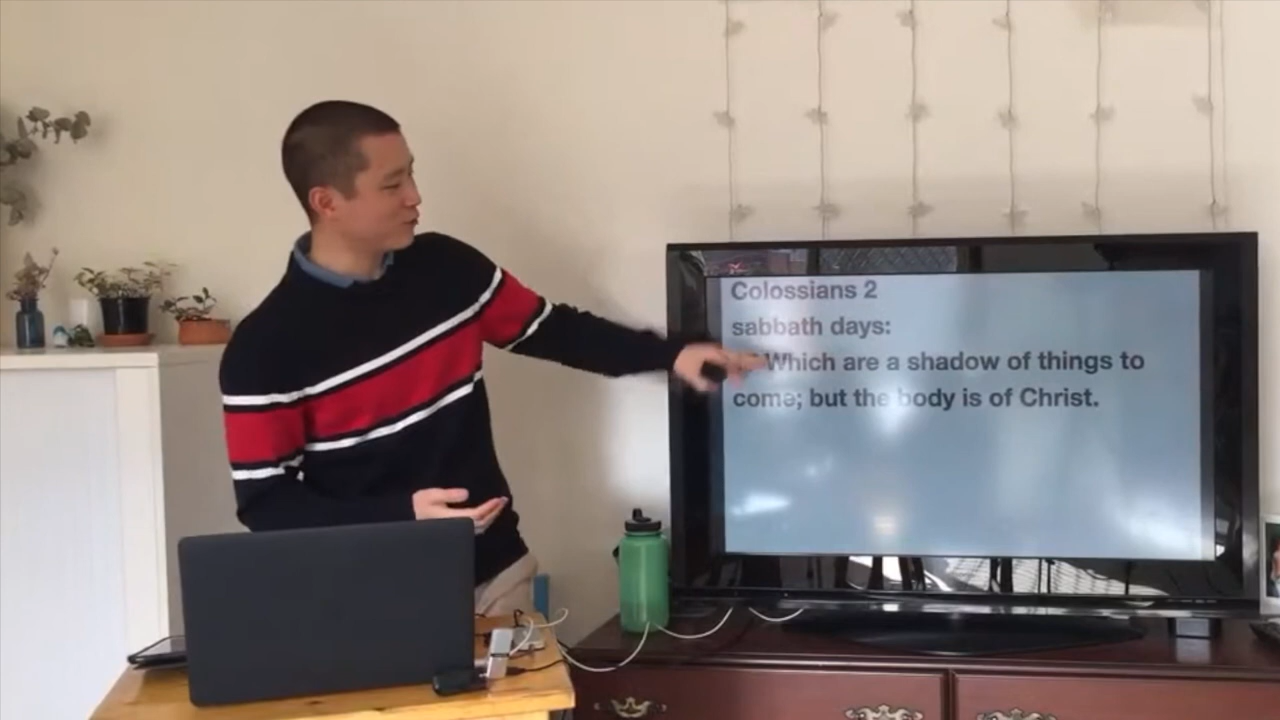 Colossians 2
sabbath days:
Which are a shadow of things to
come; but the body is of Christ.